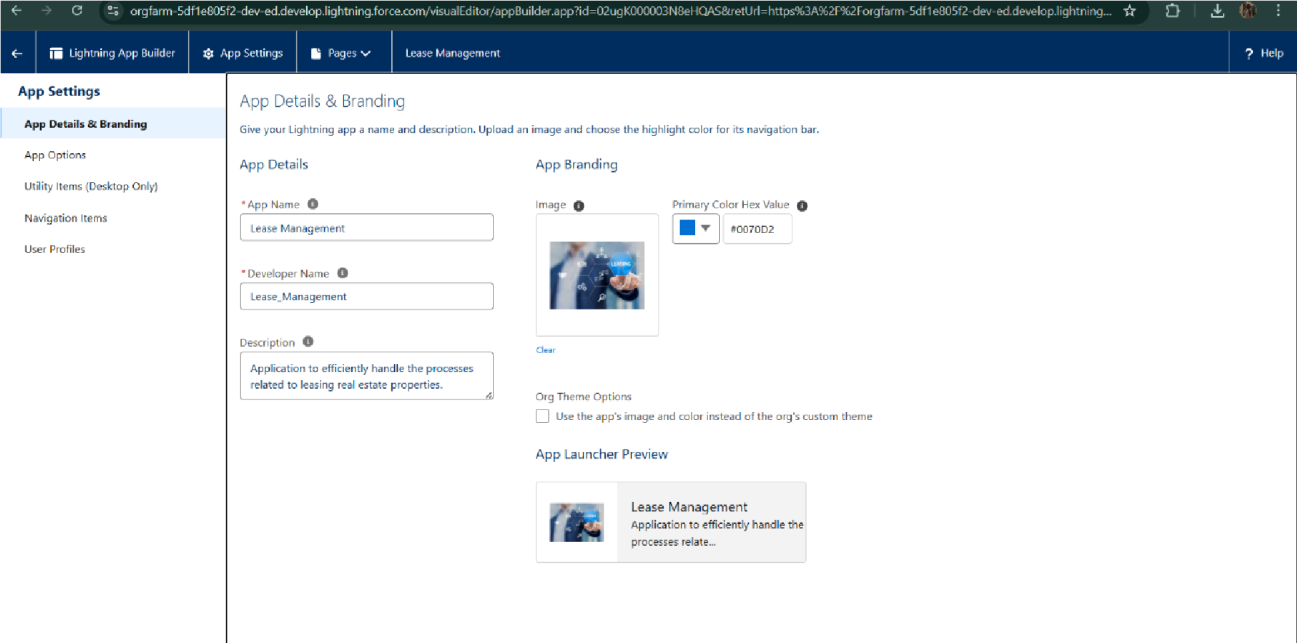 orgfarm-5df1e805f2-dev-ed.develop.lightning.force.com/visualEditor/appBuilder.app?id=02ugK000003N8eHQAS&retUrl=https%3A%2F%2Forgfarm-5df1e805f2-dev-ed.develop.lightning...
Lightning App Builder
App Settings
Pages
Lease Management
? Help
App Settings
App Details & Branding
App Options
Utility Items (Desktop Only)
Navigation Items
User Profiles
App Details & Branding
Give your Lightning app a name and description. Upload an image and choose the highlight color for its navigation bar.
App Details
*App Name
Lease Management
*Developer Name
Lease_Management
Description
Application to efficiently handle the processes
related to leasing real estate properties.
App Branding
Image
LEASING
Clear
Primary Color Hex Value
#0070D2
Org Theme Options
Use the app's image and color instead of the org's custom theme
App Launcher Preview
Lease Management
Application to efficiently handle the
processes relate...